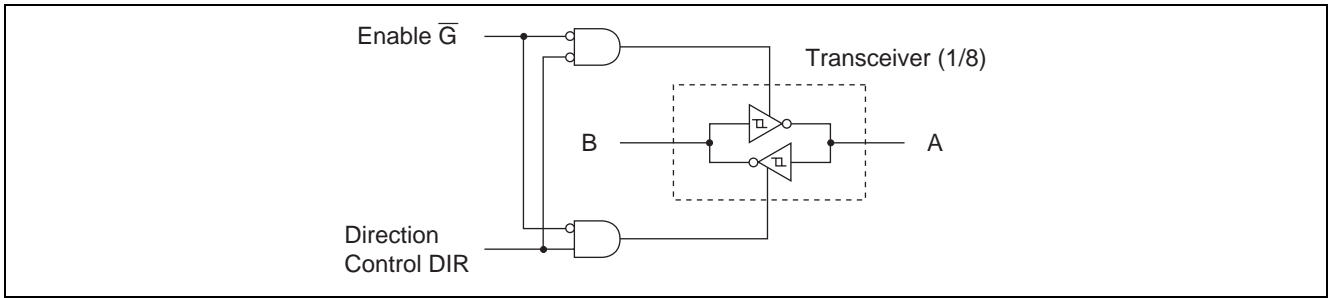 Enable G̅
Transceiver (1/8)
B
A
Direction
Control DIR